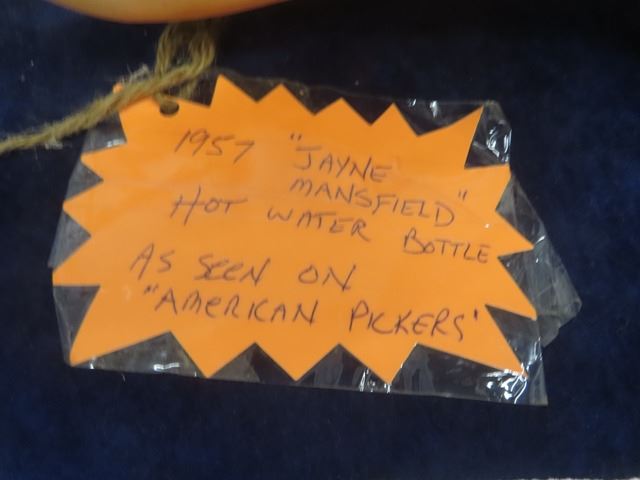 1957 "JAYNE
MANSFIELD"
HOT WATER BOTTLE
AS SEEN ON
"AMERICAN PICKERS"